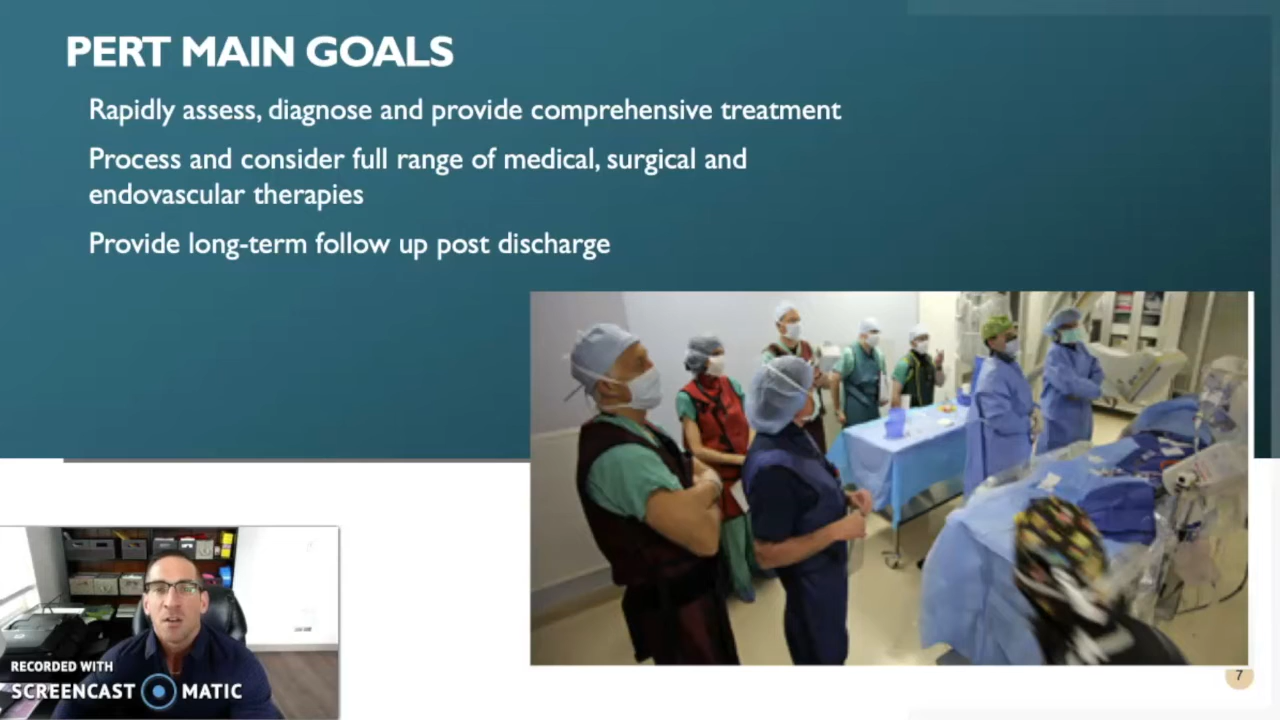 PERT MAIN GOALS
Rapidly assess, diagnose and provide comprehensive treatment
Process and consider full range of medical, surgical and
endovascular therapies
Provide long-term follow up post discharge
RECORDED WITH
SCREENCAST MATIC
7